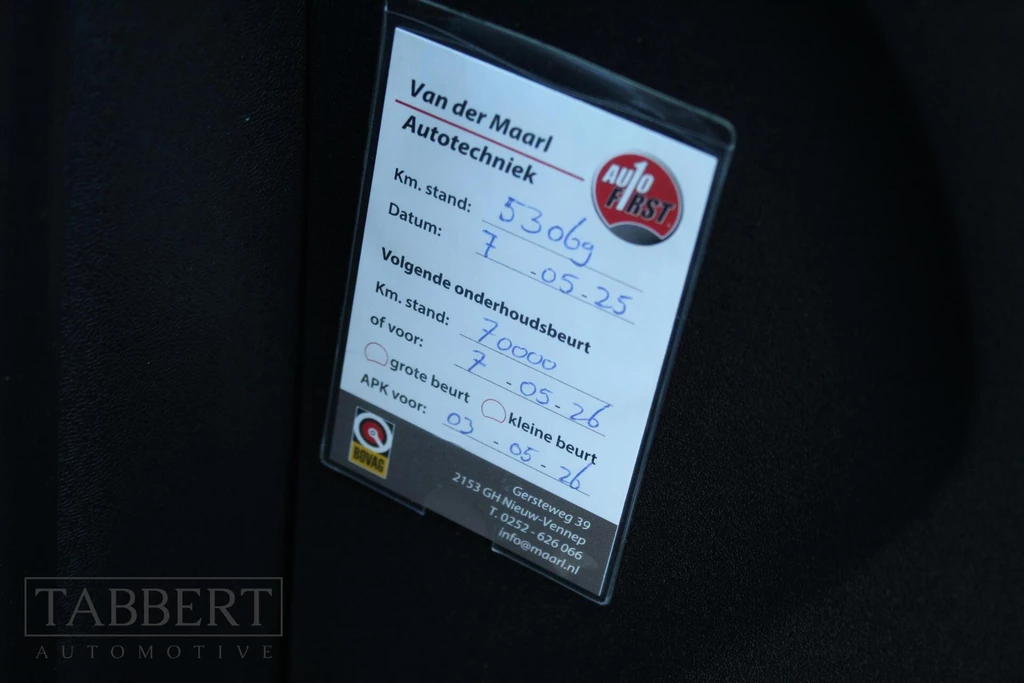 Van der Maarl
Autotechniek
AUTO
F1RST
Km. stand: 53069
Datum: 7 -05-25
Volgende onderhoudsbeurt
Km. stand: 70000
of voor: 7 -05-26
grote beurt kleine beurt
APK voor: 03 - 05 - 26
BOVAG
Gersteweg 39
2153 GH Nieuw-Vennep
T. 0252 - 626 066
info@maarl.nl
TABBERT
AUTOMOTIVE